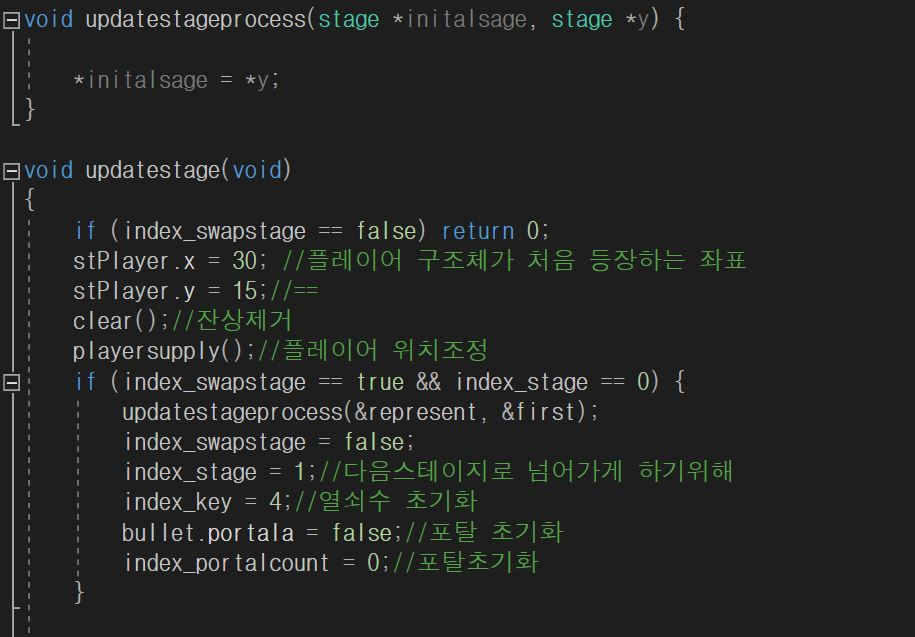 void updatestageprocess(stage *initalsage, stage *y) {
*initalsage = *y;
}
void updatestage(void)
{
if (index_swapstage == false) return 0;
stPlayer.x = 30; //플레이어 구조체가 처음 등장하는 좌표
stPlayer.y = 15;//==
clear();//잔상제거
playersupply();//플레이어 위치조정
if (index_swapstage == true && index_stage == 0) {
updatestageprocess(&represent, &first);
index_swapstage = false;
index_stage = 1;//다음스테이지로 넘어가게 하기위해
index_key = 4;//열쇠수 초기화
bullet.portala = false;//포탈 초기화
index_portalcount = 0;//포탈초기화
}